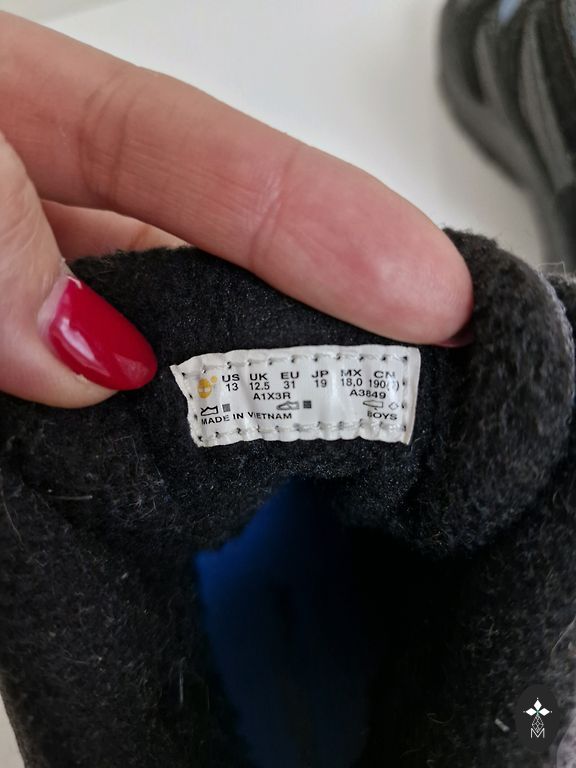 US UK EU JP MX CN
13 12.5 31 19 18,0 190(2)
A1X3R A3849
MADE IN VIETNAM BOYS
M